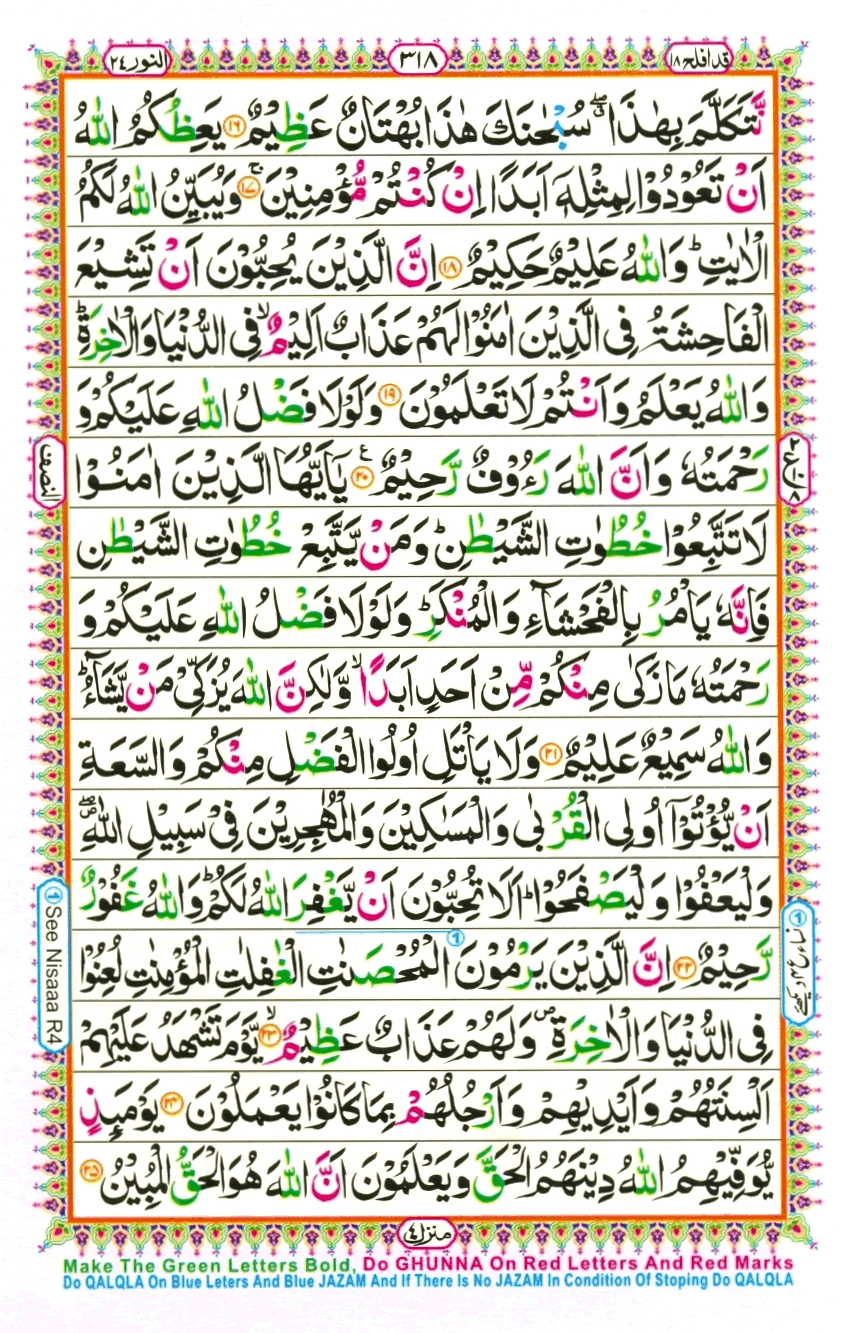 قد افلح ١٨
٣١٨
النور ٢٤
نَّتَكَلَّمَ بِهٰذَا ۖۗ سُبْحٰنَكَ هٰذَا بُهْتَانٌ عَظِيْمٌ ۝١٦ يَعِظُكُمُ اللّٰهُ
اَنْ تَعُوْدُوْا لِمِثْلِهٖۤ اَبَدًا اِنْ كُنْتُمْ مُّؤْمِنِيْنَ ۚ۝١٧ وَيُبَيِّنُ اللّٰهُ لَكُمُ
الْاٰيٰتِ ؕ وَاللّٰهُ عَلِيْمٌ حَكِيْمٌ ۝١٨ اِنَّ الَّذِيْنَ يُحِبُّوْنَ اَنْ تَشِيْعَ
الْفَاحِشَةُ فِى الَّذِيْنَ اٰمَنُوْا لَهُمْ عَذَابٌ اَلِيْمٌ ۙ فِى الدُّنْيَا وَالْاٰخِرَةِ ؕ
وَاللّٰهُ يَعْلَمُ وَاَنْتُمْ لَا تَعْلَمُوْنَ ۝١٩ وَلَوْلَا فَضْلُ اللّٰهِ عَلَيْكُمْ وَ
رَحْمَتُهٗ وَاَنَّ اللّٰهَ رَءُوْفٌ رَّحِيْمٌ ۝٢٠ ع يٰۤاَيُّهَا الَّذِيْنَ اٰمَنُوْا
لَا تَتَّبِعُوْا خُطُوٰتِ الشَّيْطٰنِ ؕ وَمَنْ يَّتَّبِعْ خُطُوٰتِ الشَّيْطٰنِ
فَاِنَّهٗ يَاْمُرُ بِالْفَحْشَآءِ وَالْمُنْكَرِ ؕ وَلَوْلَا فَضْلُ اللّٰهِ عَلَيْكُمْ وَ
رَحْمَتُهٗ مَا زَكٰى مِنْكُمْ مِّنْ اَحَدٍ اَبَدًا ۙ وَّلٰكِنَّ اللّٰهَ يُزَكِّىْ مَنْ يَّشَآءُ ؕ
وَاللّٰهُ سَمِيْعٌ عَلِيْمٌ ۝٢١ وَلَا يَاْتَلِ اُولُوا الْفَضْلِ مِنْكُمْ وَالسَّعَةِ
اَنْ يُّؤْتُوْۤا اُولِى الْقُرْبٰى وَالْمَسٰكِيْنَ وَالْمُهٰجِرِيْنَ فِىْ سَبِيْلِ اللّٰهِ ۖ
وَلْيَعْفُوْا وَلْيَصْفَحُوْا ؕ اَلَا تُحِبُّوْنَ اَنْ يَّغْفِرَ اللّٰهُ لَكُمْ ؕ وَاللّٰهُ غَفُوْرٌ
رَّحِيْمٌ ۝٢٢ اِنَّ الَّذِيْنَ يَرْمُوْنَ ① الْمُحْصَنٰتِ الْغٰفِلٰتِ الْمُؤْمِنٰتِ لُعِنُوْا
فِى الدُّنْيَا وَالْاٰخِرَةِ ۪ وَلَهُمْ عَذَابٌ عَظِيْمٌ ۙ۝٢٣ يَّوْمَ تَشْهَدُ عَلَيْهِمْ
اَلْسِنَتُهُمْ وَاَيْدِيْهِمْ وَاَرْجُلُهُمْ بِمَا كَانُوْا يَعْمَلُوْنَ ۝٢٤ يَوْمَئِذٍ
يُّوَفِّيْهِمُ اللّٰهُ دِيْنَهُمُ الْحَقَّ وَيَعْلَمُوْنَ اَنَّ اللّٰهَ هُوَ الْحَقُّ الْمُبِيْنُ ۝٢٥
النصف
① See Nisaaa R4
منزل ٤
Make The Green Letters Bold, Do GHUNNA On Red Letters And Red Marks
Do QALQLA On Blue Leters And Blue JAZAM And If There Is No JAZAM In Condition Of Stoping Do QALQLA